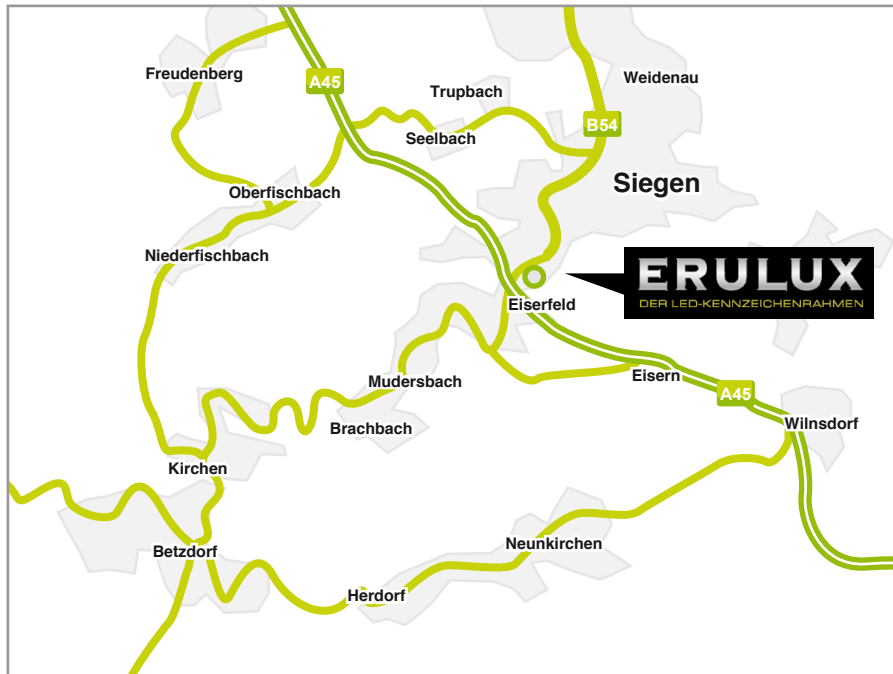 Freudenberg
A45
Trupbach
Weidenau
B54
Seelbach
Siegen
Oberfischbach
Niederfischbach
ERULUX
DER LED-KENNZEICHENRAHMEN
Eiserfeld
Mudersbach
Eisern
A45
Brachbach
Wilnsdorf
Kirchen
Neunkirchen
Betzdorf
Herdorf